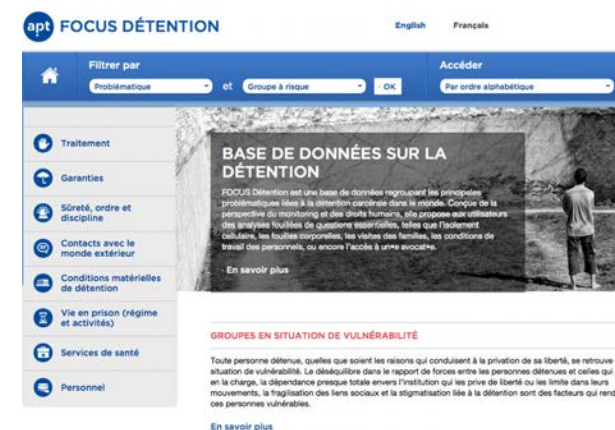 apt FOCUS DÉTENTION
English Français
Filtrer par
Problématique et Groupe à risque OK
Accéder
Par ordre alphabétique
Traitement
Garanties
Sûreté, ordre et
discipline
Contacts avec le
monde extérieur
Conditions matérielles
de détention
Vie en prison (régime
et activités)
Services de santé
Personnel
BASE DE DONNÉES SUR LA
DÉTENTION
FOCUS Détention est une base de données regroupant les principales
problématiques liées à la détention carcérale dans le monde. Conçue de la
perspective du monitoring et des droits humains, elle propose aux utilisateurs
des analyses fouillées de questions essentielles, telles que l'isolement
cellulaire, les fouilles corporelles, les visites des familles, les conditions de
travail des personnels, ou encore l'accès à un•e avocat•e.
En savoir plus
GROUPES EN SITUATION DE VULNÉRABILITÉ
Toute personne détenue, quelles que soient les raisons qui conduisent à la privation de sa liberté, se retrouve
situation de vulnérabilité. Le déséquilibre dans le rapport de forces entre les personnes détenues et celles qui
en la charge, la dépendance presque totale envers l'institution qui les prive de liberté ou les limite dans leurs
mouvements, la fragilisation des liens sociaux et la stigmatisation liée à la détention sont des facteurs qui rend
ces personnes vulnérables.
En savoir plus